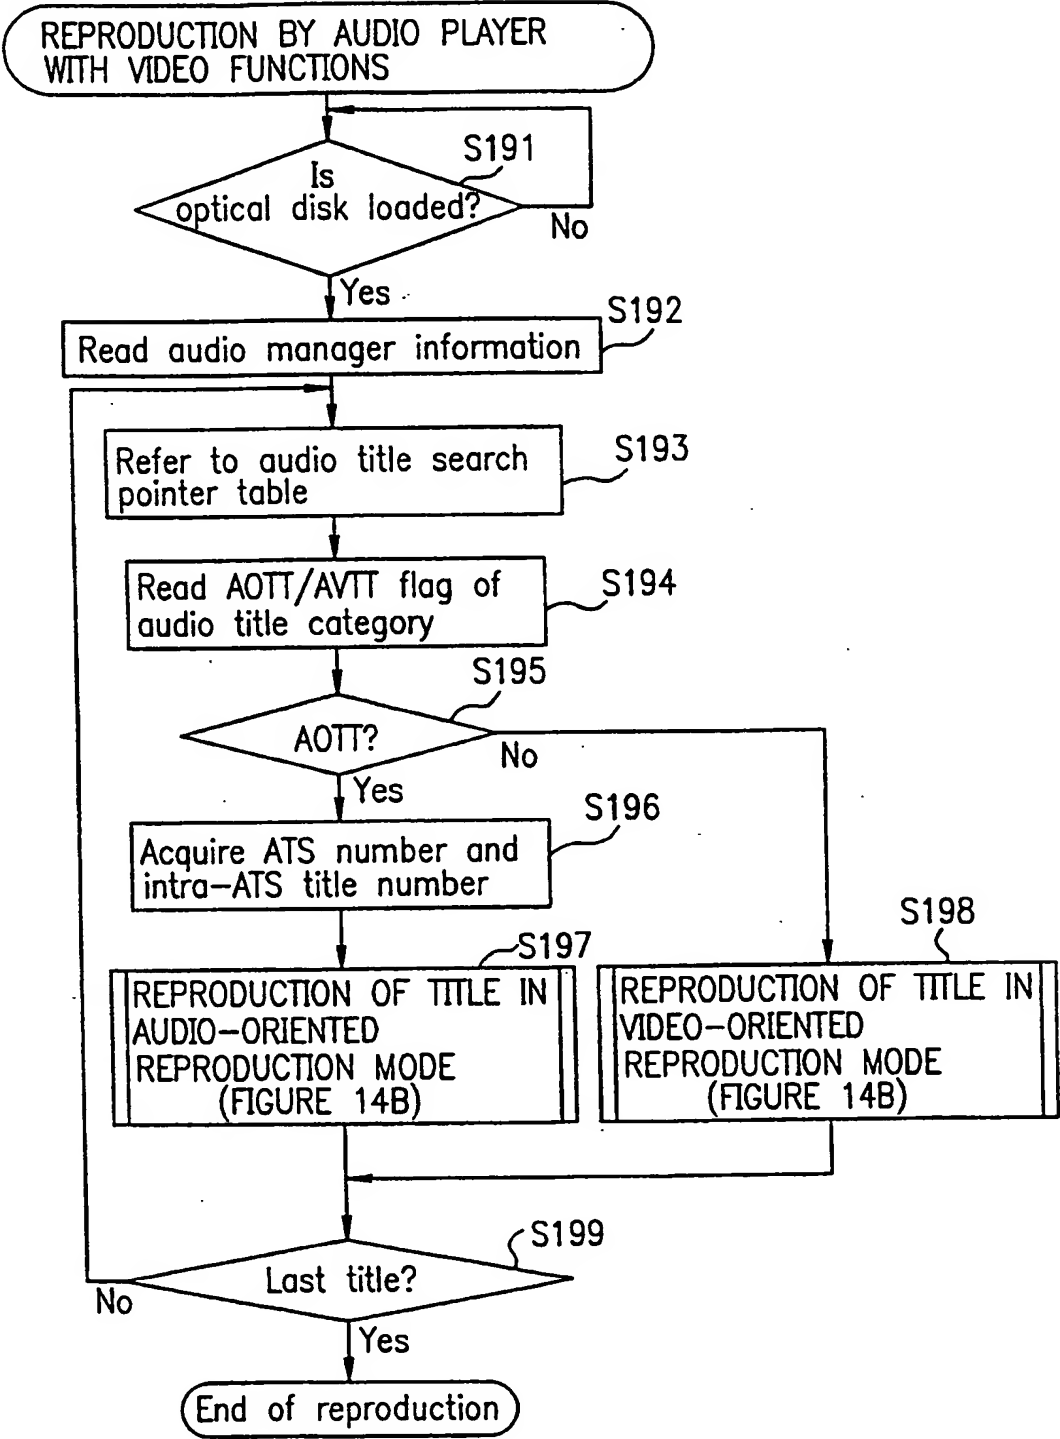 REPRODUCTION BY AUDIO PLAYER
WITH VIDEO FUNCTIONS
S191
Is
optical disk loaded?
No
Yes
S192
Read audio manager information
S193
Refer to audio title search
pointer table
S194
Read AOTT/AVTT flag of
audio title category
S195
AOTT?
No
Yes
S196
Acquire ATS number and
intra-ATS title number
S197
REPRODUCTION OF TITLE IN
AUDIO-ORIENTED
REPRODUCTION MODE
(FIGURE 14B)
S198
REPRODUCTION OF TITLE IN
VIDEO-ORIENTED
REPRODUCTION MODE
(FIGURE 14B)
S199
Last title?
No
Yes
End of reproduction